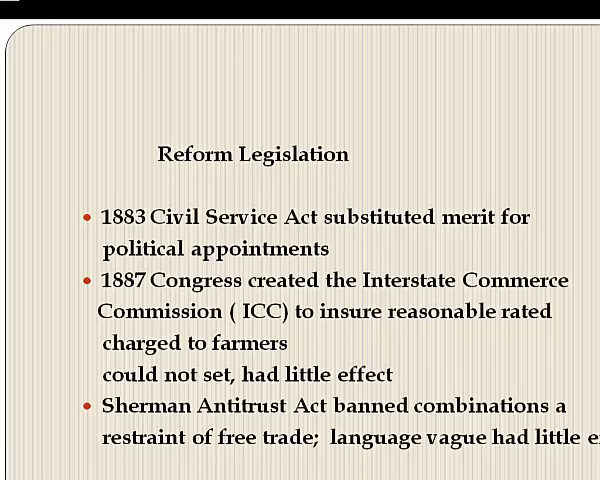 Reform Legislation
• 1883 Civil Service Act substituted merit for
political appointments
• 1887 Congress created the Interstate Commerce
Commission ( ICC) to insure reasonable rated
charged to farmers
could not set, had little effect
• Sherman Antitrust Act banned combinations a
restraint of free trade; language vague had little